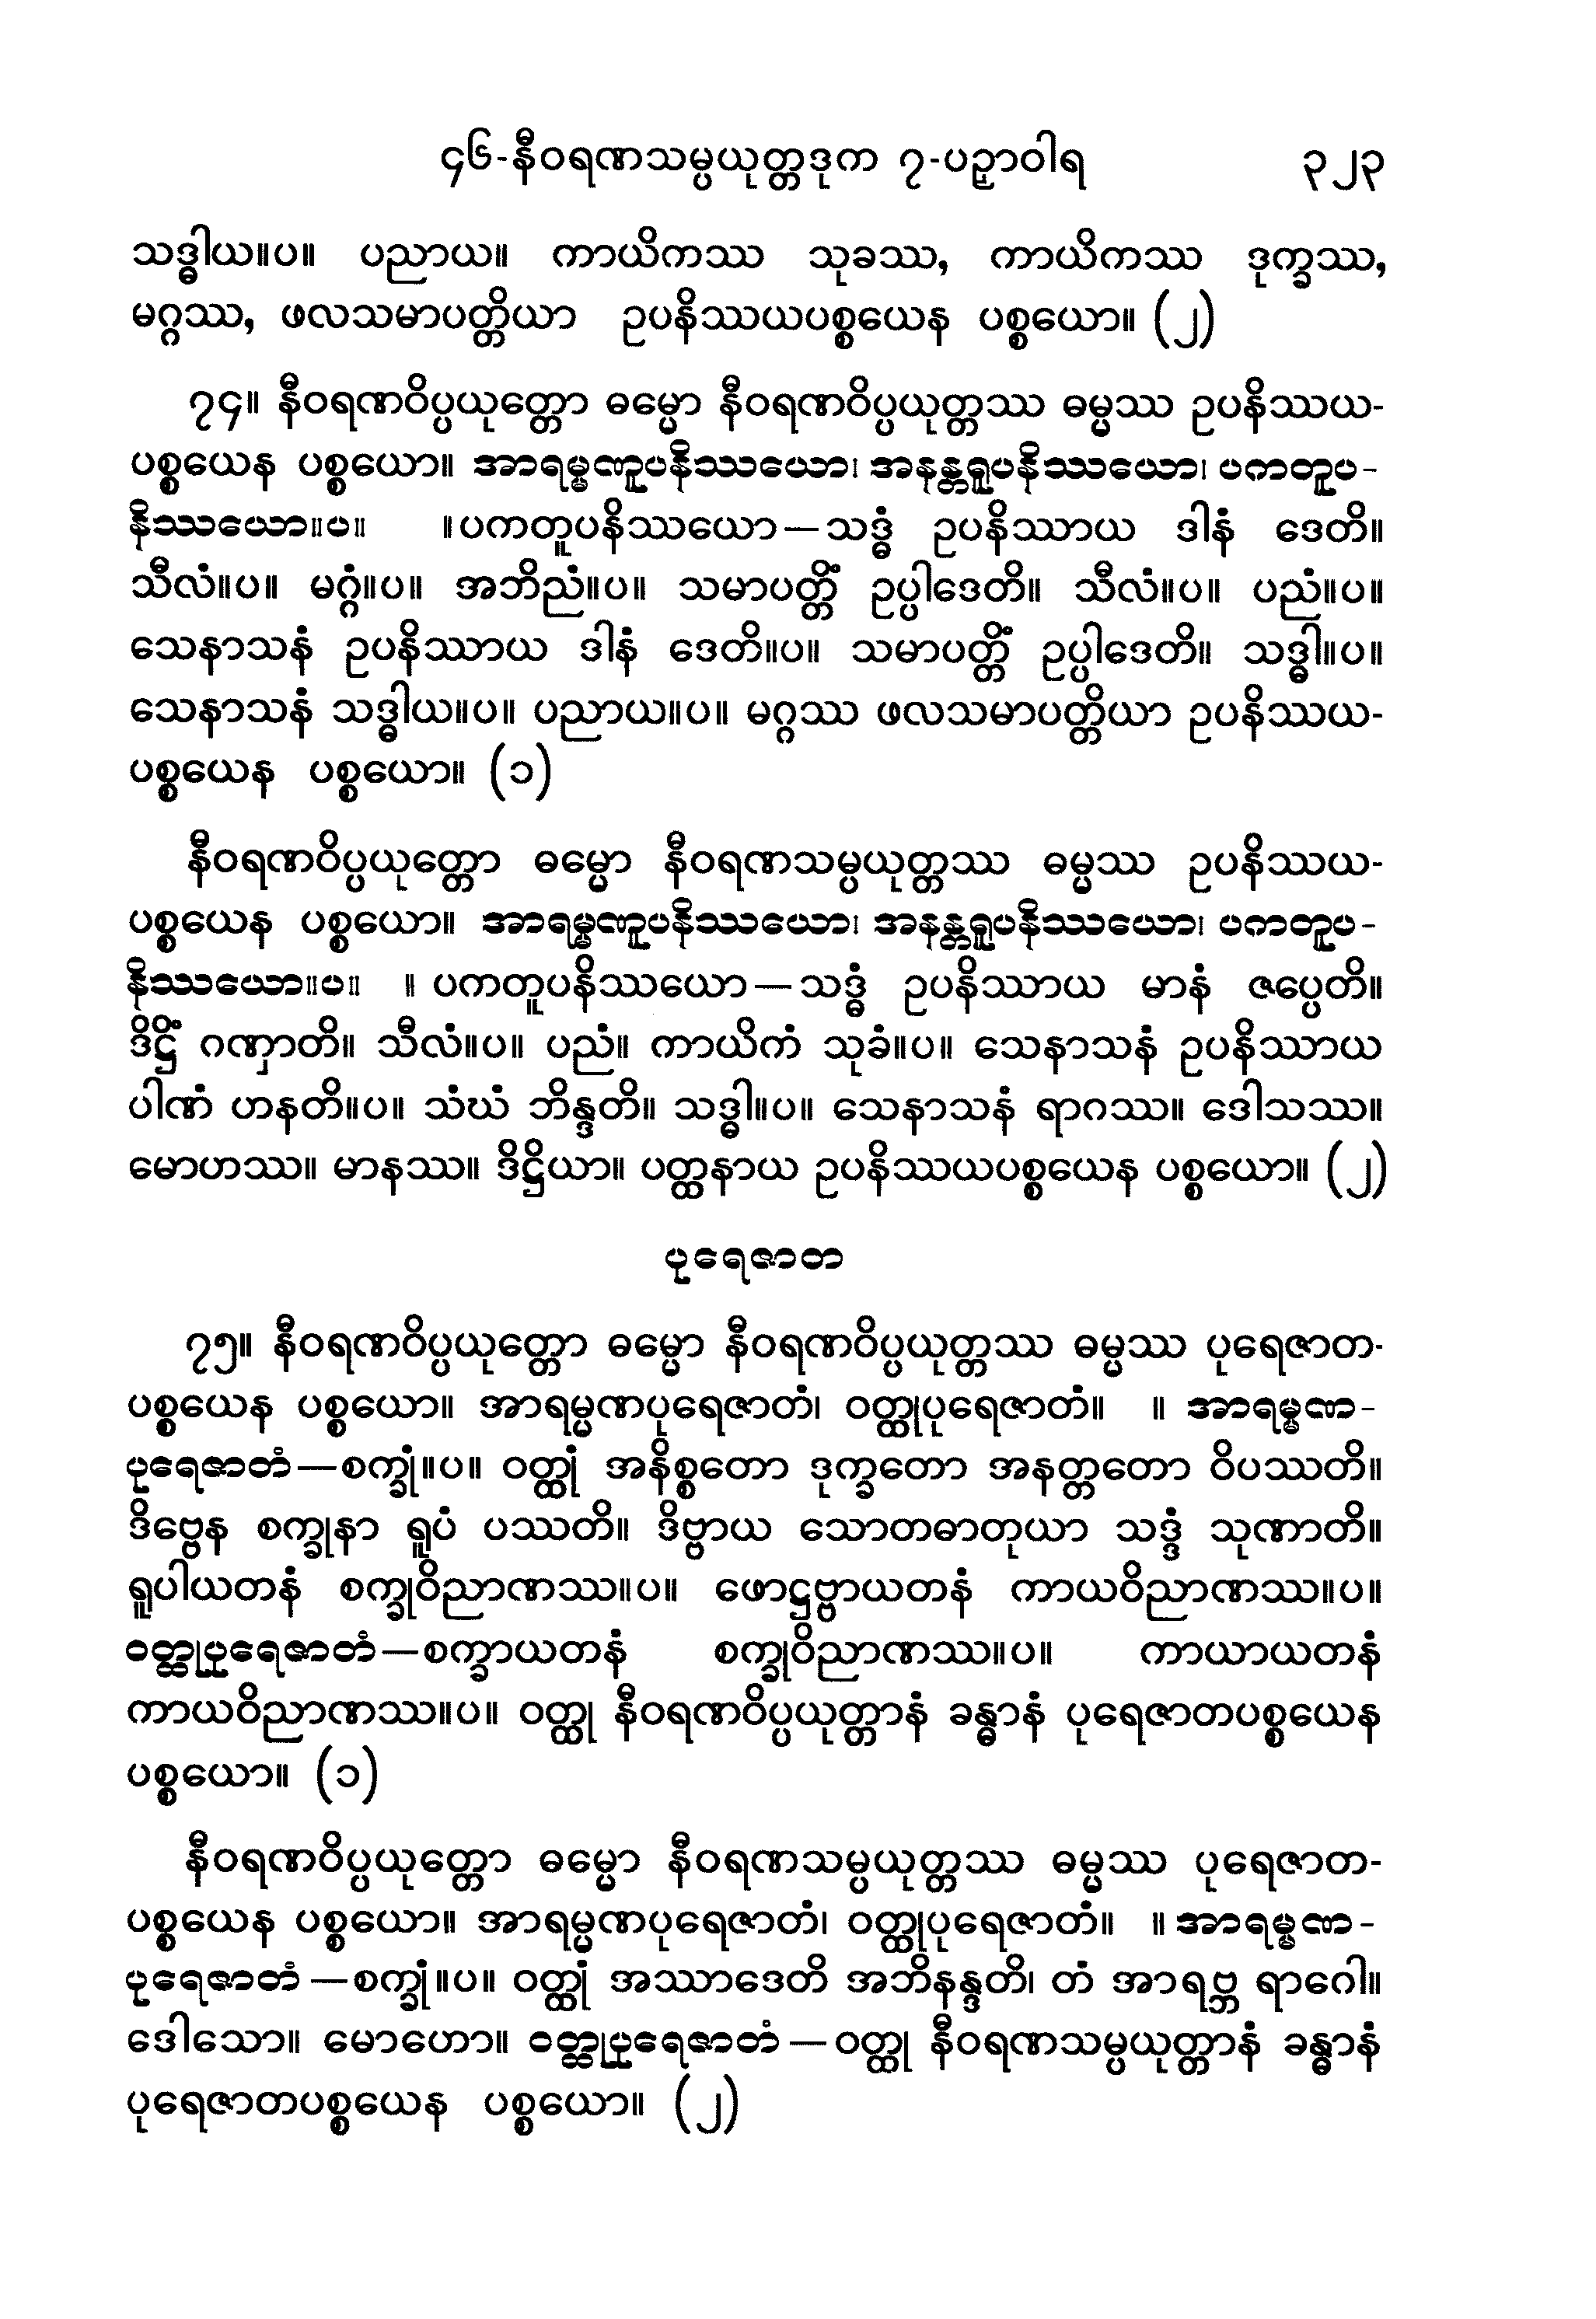 ၄၆-နီဝရဏသမ္ပယုတ္တဒုက ၇-ပဉှာဝါရ ၃၂၃
သဒ္ဓါယ။ပ။ ပညာယ။ ကာယိကဿ သုခဿ, ကာယိကဿ ဒုက္ခဿ,
မဂ္ဂဿ, ဖလသမာပတ္တိယာ ဥပနိဿယပစ္စယေန ပစ္စယော။ (၂)
၇၄။ နီဝရဏဝိပ္ပယုတ္တော ဓမ္မော နီဝရဏဝိပ္ပယုတ္တဿ ဓမ္မဿ ဥပနိဿယ-
ပစ္စယေန ပစ္စယော။ အာရမ္မဏူပနိဿယော၊ အနန္တရူပနိဿယော၊ ပကတူပ-
နိဿယော။ပ။ ။ပကတူပနိဿယော—သဒ္ဓံ ဥပနိဿာယ ဒါနံ ဒေတိ။
သီလံ။ပ။ မဂ္ဂံ။ပ။ အဘိညံ။ပ။ သမာပတ္တိံ ဥပ္ပါဒေတိ။ သီလံ။ပ။ ပညံ။ပ။
သေနာသနံ ဥပနိဿာယ ဒါနံ ဒေတိ။ပ။ သမာပတ္တိံ ဥပ္ပါဒေတိ။ သဒ္ဓါ။ပ။
သေနာသနံ သဒ္ဓါယ။ပ။ ပညာယ။ပ။ မဂ္ဂဿ ဖလသမာပတ္တိယာ ဥပနိဿယ-
ပစ္စယေန ပစ္စယော။ (၁)
နီဝရဏဝိပ္ပယုတ္တော ဓမ္မော နီဝရဏသမ္ပယုတ္တဿ ဓမ္မဿ ဥပနိဿယ-
ပစ္စယေန ပစ္စယော။ အာရမ္မဏူပနိဿယော၊ အနန္တရူပနိဿယော၊ ပကတူပ-
နိဿယော။ပ။ ။ ပကတူပနိဿယော—သဒ္ဓံ ဥပနိဿာယ မာနံ ဇပ္ပေတိ။
ဒိဋ္ဌိံ ဂဏှာတိ။ သီလံ။ပ။ ပညံ။ ကာယိကံ သုခံ။ပ။ သေနာသနံ ဥပနိဿာယ
ပါဏံ ဟနတိ။ပ။ သံဃံ ဘိန္ဒတိ။ သဒ္ဓါ။ပ။ သေနာသနံ ရာဂဿ။ ဒေါသဿ။
မောဟဿ။ မာနဿ။ ဒိဋ္ဌိယာ။ ပတ္ထနာယ ဥပနိဿယပစ္စယေန ပစ္စယော။ (၂)
ပုရေဇာတ
၇၅။ နီဝရဏဝိပ္ပယုတ္တော ဓမ္မော နီဝရဏဝိပ္ပယုတ္တဿ ဓမ္မဿ ပုရေဇာတ-
ပစ္စယေန ပစ္စယော။ အာရမ္မဏပုရေဇာတံ၊ ဝတ္ထုပုရေဇာတံ။ ။ အာရမ္မဏ-
ပုရေဇာတံ—စက္ခုံ။ပ။ ဝတ္ထုံ အနိစ္စတော ဒုက္ခတော အနတ္တတော ဝိပဿတိ။
ဒိဗ္ဗေန စက္ခုနာ ရူပံ ပဿတိ။ ဒိဗ္ဗာယ သောတဓာတုယာ သဒ္ဒံ သုဏာတိ။
ရူပါယတနံ စက္ခုဝိညာဏဿ။ပ။ ဖောဋ္ဌဗ္ဗာယတနံ ကာယဝိညာဏဿ။ပ။
ဝတ္ထုပုရေဇာတံ—စက္ခာယတနံ စက္ခုဝိညာဏဿ။ပ။ ကာယာယတနံ
ကာယဝိညာဏဿ။ပ။ ဝတ္ထု နီဝရဏဝိပ္ပယုတ္တာနံ ခန္ဓာနံ ပုရေဇာတပစ္စယေန
ပစ္စယော။ (၁)
နီဝရဏဝိပ္ပယုတ္တော ဓမ္မော နီဝရဏသမ္ပယုတ္တဿ ဓမ္မဿ ပုရေဇာတ-
ပစ္စယေန ပစ္စယော။ အာရမ္မဏပုရေဇာတံ၊ ဝတ္ထုပုရေဇာတံ။ ။ အာရမ္မဏ-
ပုရေဇာတံ—စက္ခုံ။ပ။ ဝတ္ထုံ အဿာဒေတိ အဘိနန္ဒတိ၊ တံ အာရဗ္ဘ ရာဂေါ။
ဒေါသော။ မောဟော။ ဝတ္ထုပုရေဇာတံ—ဝတ္ထု နီဝရဏသမ္ပယုတ္တာနံ ခန္ဓာနံ
ပုရေဇာတပစ္စယေန ပစ္စယော။ (၂)